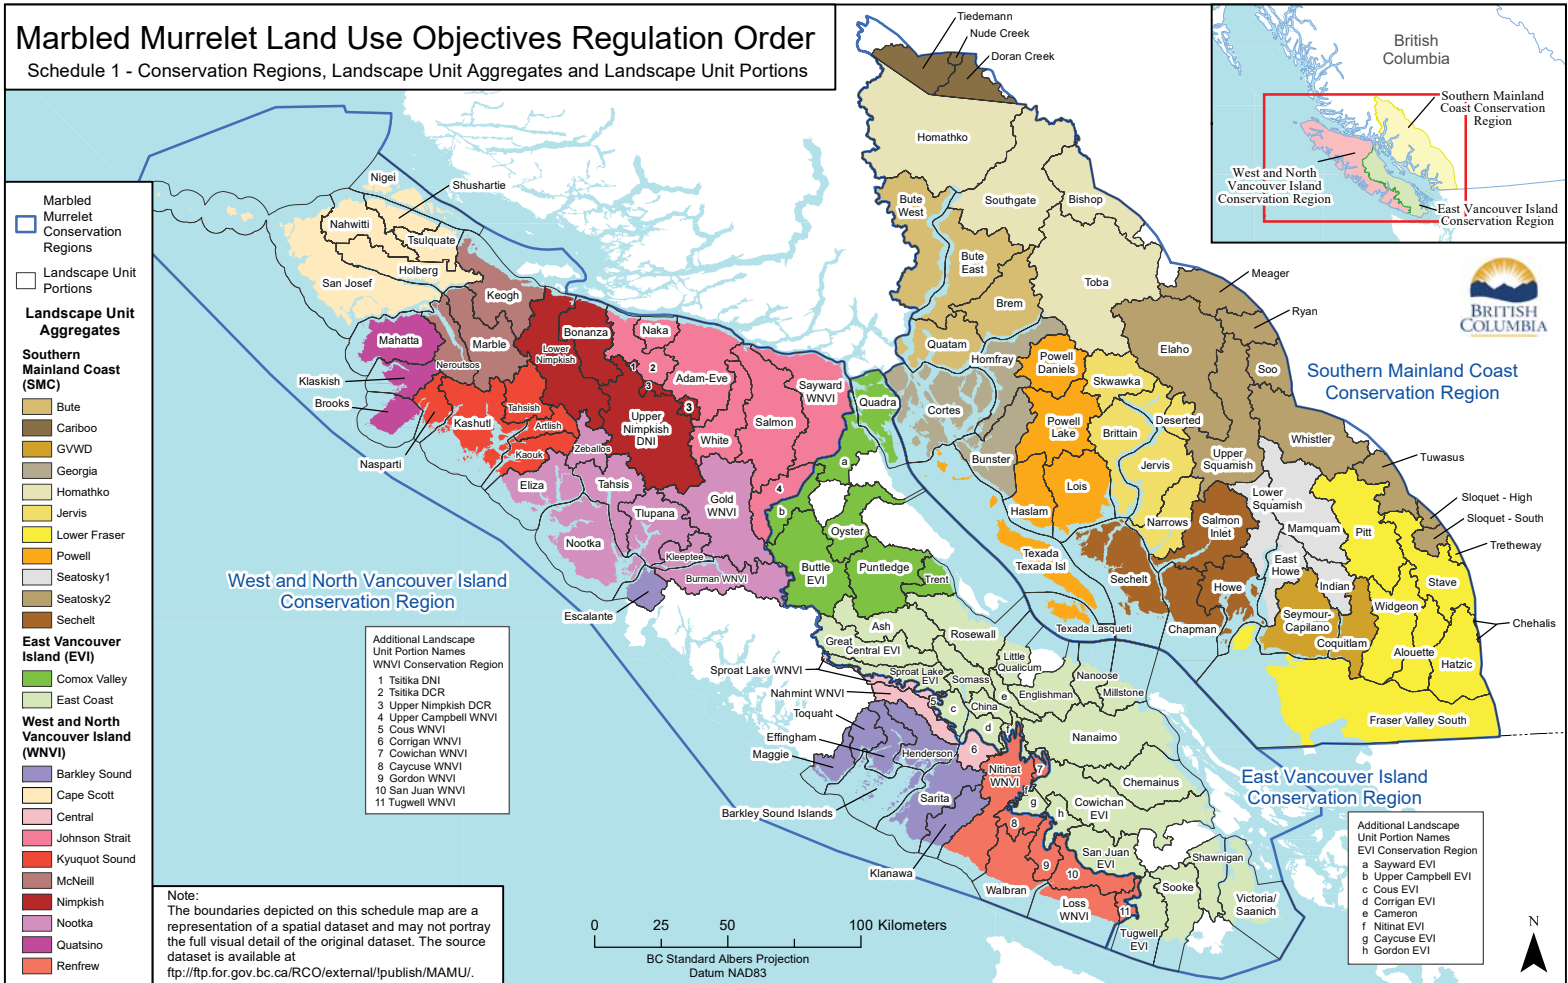 Marbled Murrelet Land Use Objectives Regulation Order
Schedule 1 - Conservation Regions, Landscape Unit Aggregates and Landscape Unit Portions
Marbled
Murrelet
Conservation
Regions
Landscape Unit
Portions
Landscape Unit
Aggregates
Southern
Mainland Coast
(SMC)
Bute
Cariboo
GVWD
Georgia
Homathko
Jervis
Lower Fraser
Powell
Seatosky1
Seatosky2
Sechelt
East Vancouver
Island (EVI)
Comox Valley
East Coast
West and North
Vancouver Island
(WNVI)
Barkley Sound
Cape Scott
Central
Johnson Strait
Kyuquot Sound
McNeill
Nimpkish
Nootka
Quatsino
Renfrew
Tiedemann
Nude Creek
Doran Creek
Homathko
Bute
West
Southgate
Bishop
Bute
East
Brem
Toba
Quatam
Homfray
Cortes
Bunster
Powell
Daniels
Powell
Lake
Lois
Haslam
Texada
Texada Isl
Texada Lasqueti
Skwawka
Brittain
Deserted
Jervis
Narrows
Elaho
Meager
Ryan
Soo
Upper
Squamish
Whistler
Tuwasus
Sloquet - High
Sloquet - South
Tretheway
Lower
Squamish
Mamquam
Salmon
Inlet
East
Howe
Indian
Howe
Sechelt
Chapman
Seymour-
Capilano
Coquitlam
Pitt
Widgeon
Stave
Chehalis
Alouette
Hatzic
Fraser Valley South
British
Columbia
Southern Mainland
Coast Conservation
Region
West and North
Vancouver Island
Conservation Region
East Vancouver Island
Conservation Region
BRITISH
COLUMBIA
Southern Mainland Coast
Conservation Region
Nigei
Shushartie
Nahwitti
Tsulquate
Holberg
San Josef
Keogh
Mahatta
Marble
Neroutsos
Klaskish
Brooks
Nasparti
Kashutl
Tahsish
Artlish
Kaouk
Bonanza
Lower
Nimpkish
1
2
3
3
Upper
Nimpkish
DNI
Naka
Adam-Eve
Sayward
WNVI
Salmon
White
4
Zeballos
Eliza
Tahsis
Tlupana
Nootka
Gold
WNVI
Kleeptee
Burman WNVI
Escalante
Quadra
a
b
Oyster
Buttle
EVI
Puntledge
Trent
Ash
Great
Central EVI
Rosewall
Little
Qualicum
Sproat Lake WNVI
Sproat Lake
EVI
Somass
Nanoose
Englishman
Millstone
Nahmint WNVI
5
c
China
e
d
Toquaht
Effingham
Maggie
Henderson
6
f
Nitinat
WNVI
7
Nanaimo
Chemainus
Sarita
f
g
h
Cowichan
EVI
Barkley Sound Islands
8
Klanawa
9
10
San Juan
EVI
Walbran
Loss
WNVI
11
Tugwell
EVI
Sooke
Shawnigan
Victoria/
Saanich
West and North Vancouver Island
Conservation Region
East Vancouver Island
Conservation Region
Additional Landscape
Unit Portion Names
WNVI Conservation Region
1 Tsitika DNI
2 Tsitika DCR
3 Upper Nimpkish DCR
4 Upper Campbell WNVI
5 Cous WNVI
6 Corrigan WNVI
7 Cowichan WNVI
8 Caycuse WNVI
9 Gordon WNVI
10 San Juan WNVI
11 Tugwell WNVI
Additional Landscape
Unit Portion Names
EVI Conservation Region
a Sayward EVI
b Upper Campbell EVI
c Cous EVI
d Corrigan EVI
e Cameron
f Nitinat EVI
g Caycuse EVI
h Gordon EVI
Note:
The boundaries depicted on this schedule map are a
representation of a spatial dataset and may not portray
the full visual detail of the original dataset. The source
dataset is available at
ftp://ftp.for.gov.bc.ca/RCO/external/!publish/MAMU/.
0 25 50 100 Kilometers
BC Standard Albers Projection
Datum NAD83
N